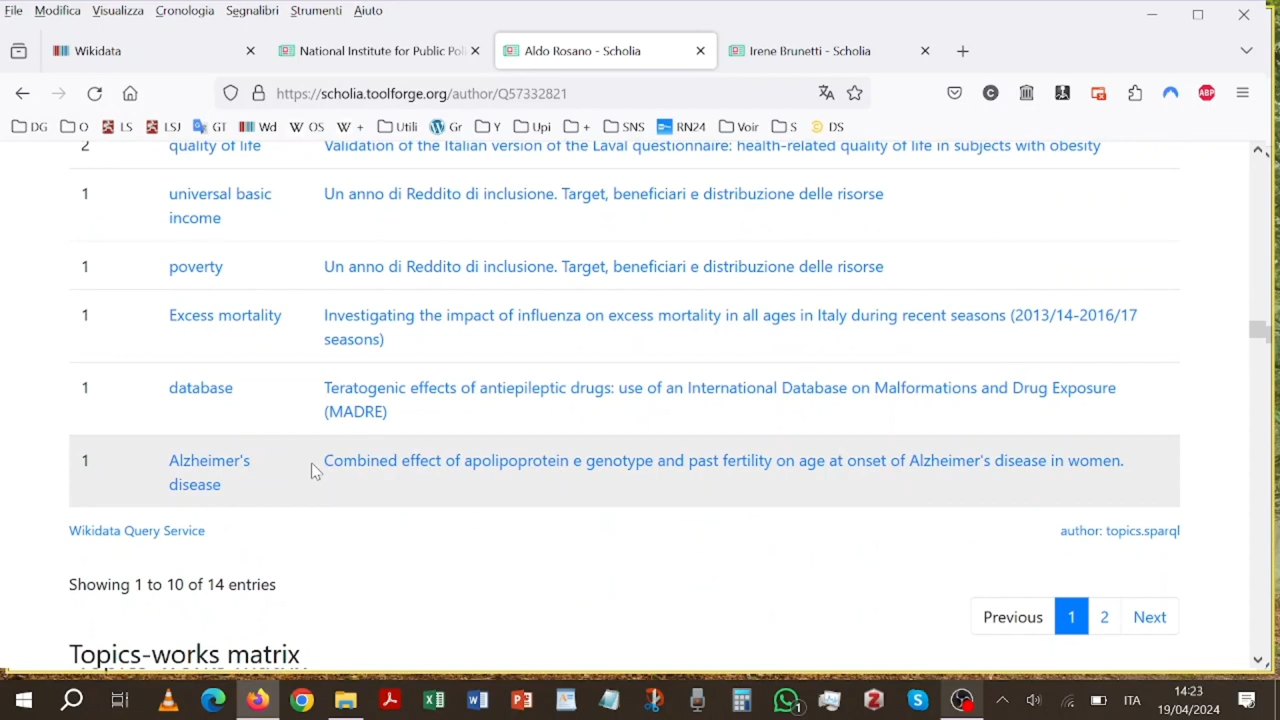 File Modifica Visualizza Cronologia Segnalibri Strumenti Aiuto
Wikidata National Institute for Public Poli Aldo Rosano - Scholia Irene Brunetti - Scholia
https://scholia.toolforge.org/author/Q57332821
DG O LS LSJ GT Wd OS + Utili Gr Y Upi + SNS RN24 Voir S DS
2 quality of life Validation of the Italian version of the Laval questionnaire: health-related quality of life in subjects with obesity
1 universal basic Un anno di Reddito di inclusione. Target, beneficiari e distribuzione delle risorse
income
1 poverty Un anno di Reddito di inclusione. Target, beneficiari e distribuzione delle risorse
1 Excess mortality Investigating the impact of influenza on excess mortality in all ages in Italy during recent seasons (2013/14-2016/17
seasons)
1 database Teratogenic effects of antiepileptic drugs: use of an International Database on Malformations and Drug Exposure
(MADRE)
1 Alzheimer's Combined effect of apolipoprotein e genotype and past fertility on age at onset of Alzheimer's disease in women.
disease
Wikidata Query Service author: topics.sparql
Showing 1 to 10 of 14 entries
Previous 1 2 Next
Topics-works matrix
ITA 14:23
19/04/2024